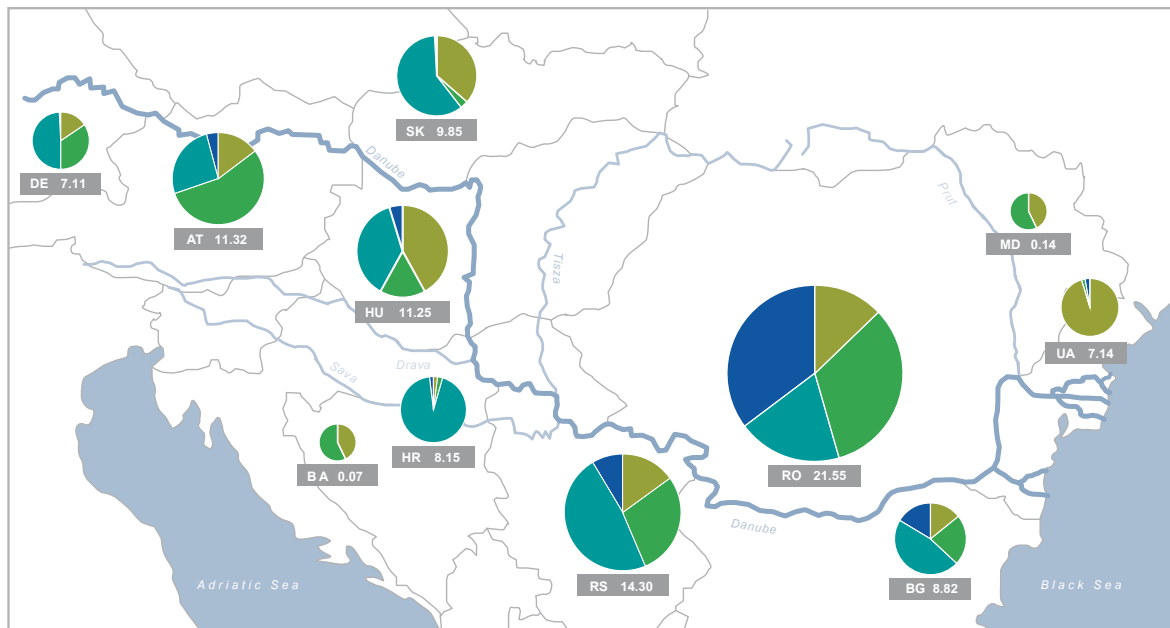 SK 9.85
Danube
DE 7.11
Prut
MD 0.14
AT 11.32
Tisza
HU 11.25
UA 7.14
Sava
Drava
HR 8.15
BA 0.07
RO 21.55
Danube
RS 14.30
BG 8.82
Adriatic Sea
Black Sea